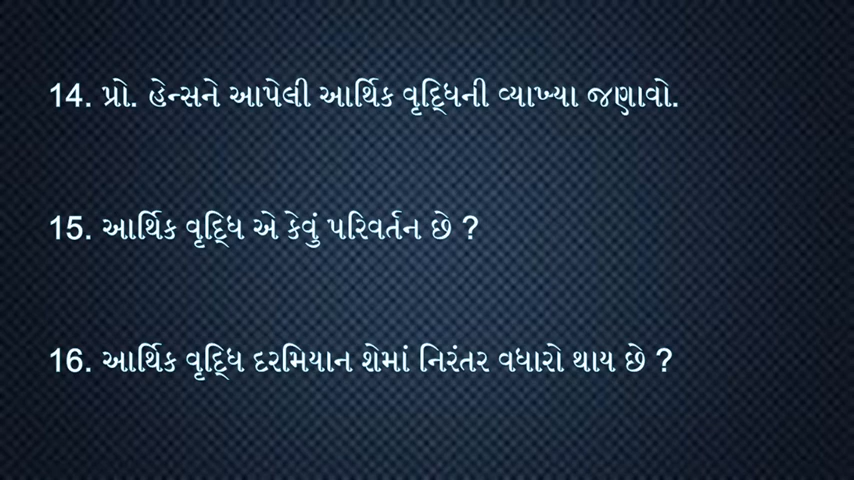 14. પ્રો. હેન્સને આપેલી આર્થિક વૃદ્ધિની વ્યાખ્યા જણાવો.
15. આર્થિક વૃદ્ધિ એ કેવું પરિવર્તન છે ?
16. આર્થિક વૃદ્ધિ દરમિયાન શેમાં નિરંતર વધારો થાય છે ?